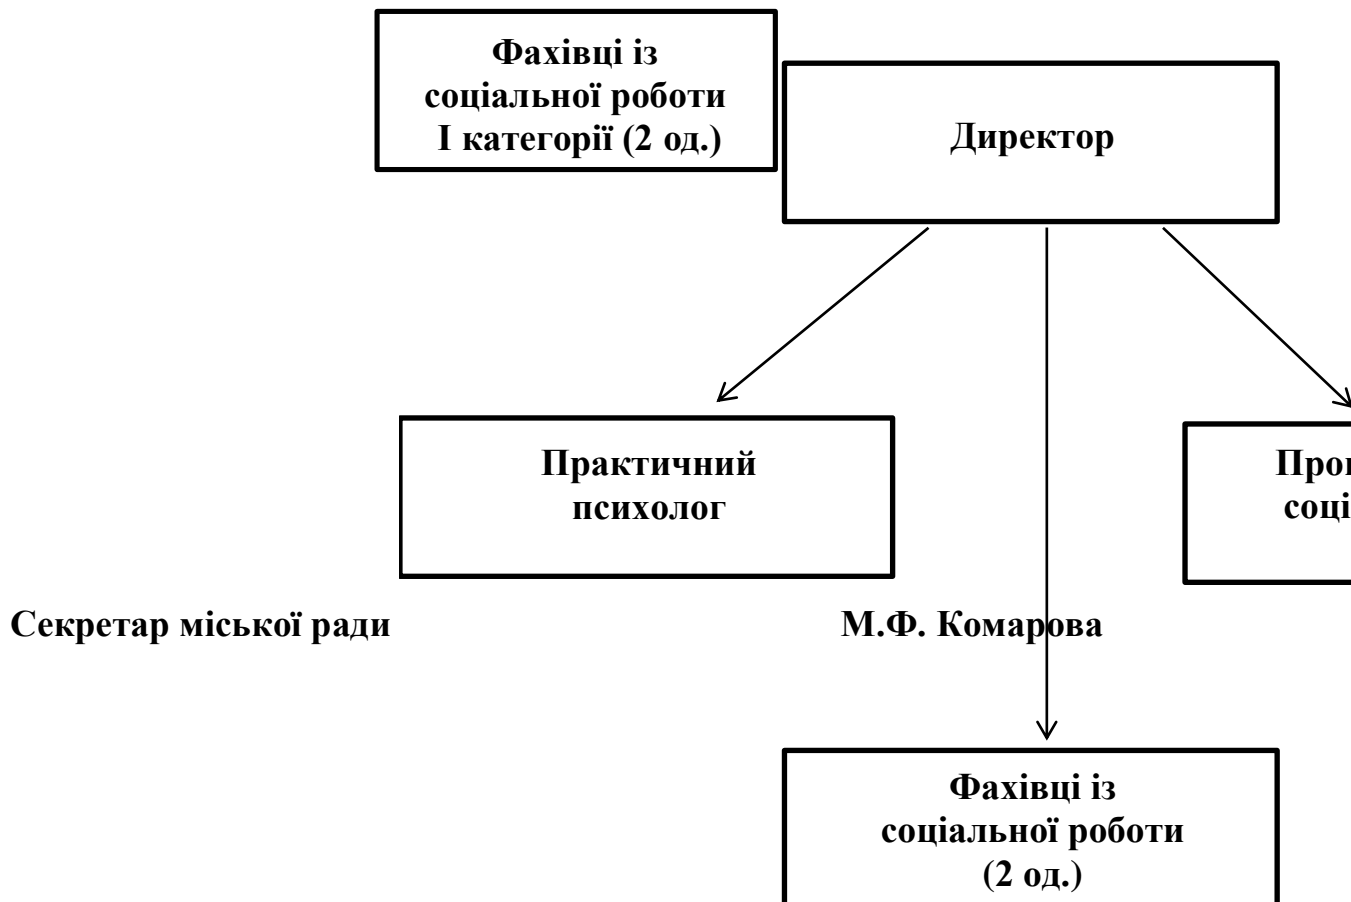 Фахівці із
соціальної роботи
І категорії (2 од.)
Директор
Практичний
психолог
Секретар міської ради
М.Ф. Комарова
Фахівці із
соціальної роботи
(2 од.)